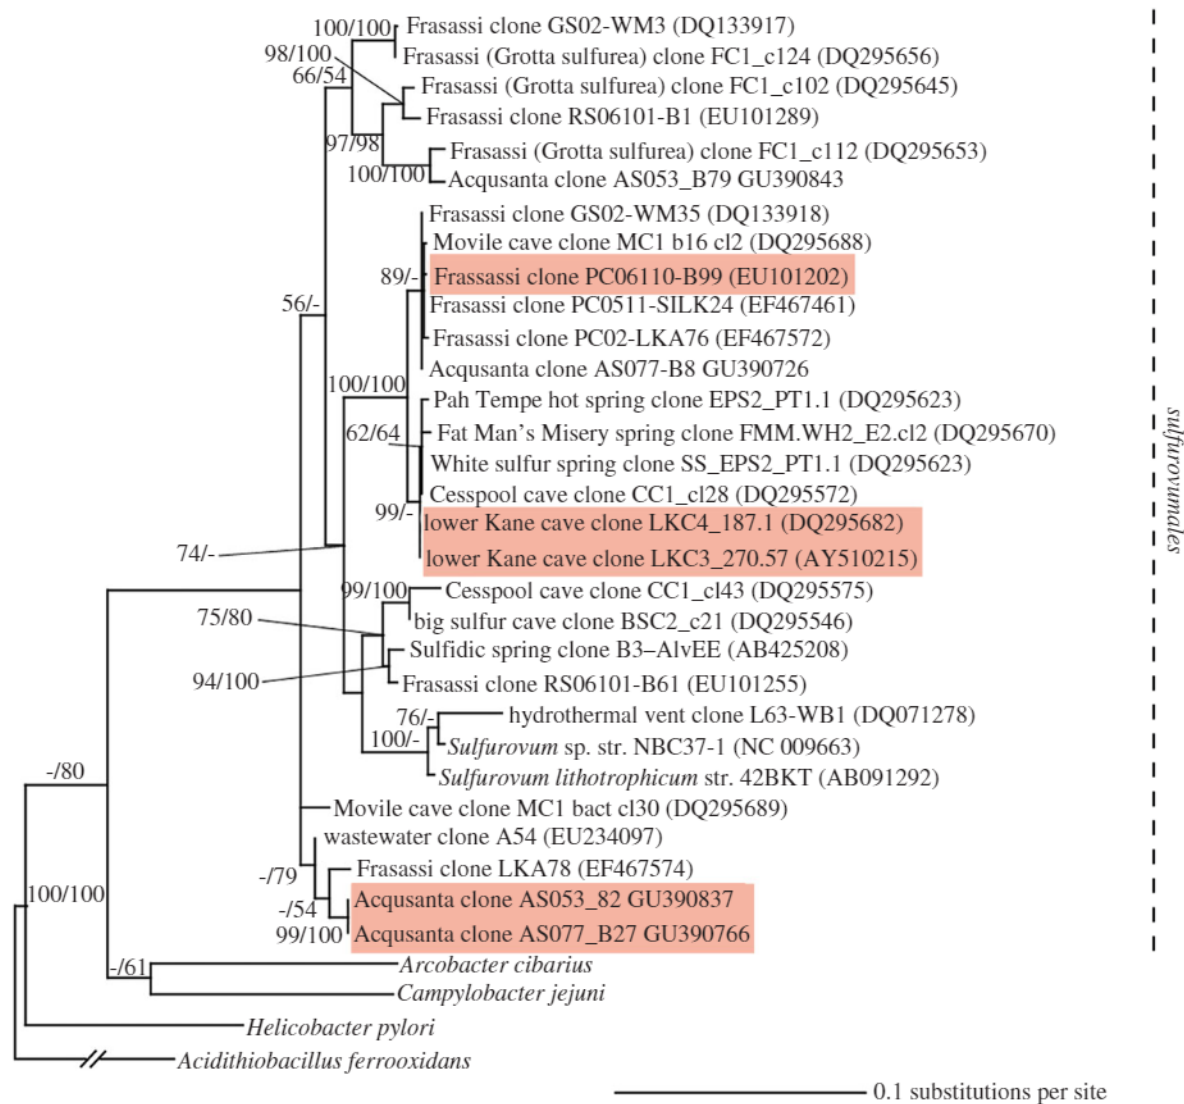 100/100
Frasassi clone GS02-WM3 (DQ133917)
98/100
Frasassi (Grotta sulfurea) clone FC1_c124 (DQ295656)
66/54
Frasassi (Grotta sulfurea) clone FC1_c102 (DQ295645)
Frasassi clone RS06101-B1 (EU101289)
97/98
Frasassi (Grotta sulfurea) clone FC1_c112 (DQ295653)
100/100
Acqusanta clone AS053_B79 GU390843
Frasassi clone GS02-WM35 (DQ133918)
Movile cave clone MC1 b16 cl2 (DQ295688)
89/-
Frassassi clone PC06110-B99 (EU101202)
56/-
Frasassi clone PC0511-SILK24 (EF467461)
Frasassi clone PC02-LKA76 (EF467572)
Acqusanta clone AS077-B8 GU390726
100/100
Pah Tempe hot spring clone EPS2_PT1.1 (DQ295623)
62/64
Fat Man's Misery spring clone FMM.WH2_E2.cl2 (DQ295670)
White sulfur spring clone SS_EPS2_PT1.1 (DQ295623)
Cesspool cave clone CC1_cl28 (DQ295572)
99/-
lower Kane cave clone LKC4_187.1 (DQ295682)
74/-
lower Kane cave clone LKC3_270.57 (AY510215)
99/100
Cesspool cave clone CC1_cl43 (DQ295575)
75/80
big sulfur cave clone BSC2_c21 (DQ295546)
Sulfidic spring clone B3–AlvEE (AB425208)
94/100
Frasassi clone RS06101-B61 (EU101255)
76/-
hydrothermal vent clone L63-WB1 (DQ071278)
100/-
Sulfurovum sp. str. NBC37-1 (NC 009663)
-/80
Sulfurovum lithotrophicum str. 42BKT (AB091292)
Movile cave clone MC1 bact cl30 (DQ295689)
wastewater clone A54 (EU234097)
-/79
Frasassi clone LKA78 (EF467574)
100/100
Acqusanta clone AS053_82 GU390837
-/54
99/100
Acqusanta clone AS077_B27 GU390766
-/61
Arcobacter cibarius
Campylobacter jejuni
Helicobacter pylori
Acidithiobacillus ferrooxidans
sulfurovumales
0.1 substitutions per site